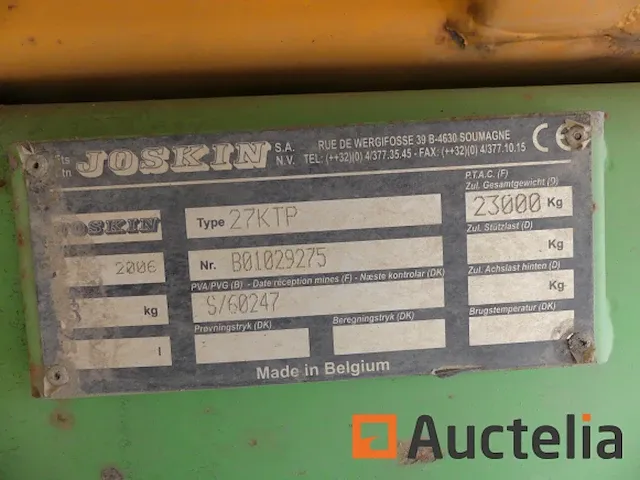 Ets JOSKIN S.A. N.V.
RUE DE WERGIFOSSE 39 B-4630 SOUMAGNE
TEL: (++32)(0) 4/377.35.45 - FAX: (++32)(0) 4/377.10.15
CE
JOSKIN
Type 27KTP
P.T.A.C. (F)
Zul. Gesamtgewicht (D)
23000 Kg
2006
Nr. B01029275
Zul. Stützlast (D)
Kg
PVA/PVG (B) - Date réception mines (F) - Næste kontrolar (DK)
kg
S/60247
Zul. Achslast hinten (D)
Kg
Prøvningstryk (DK)
Beregningstryk (DK)
Brugstemperatur (DK)
l
Made in Belgium
Auctelia